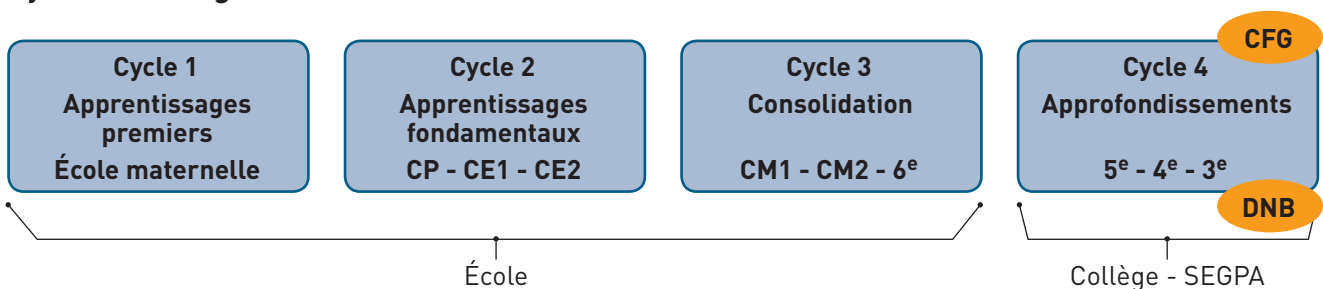 CFG
Cycle 1
Apprentissages
premiers
École maternelle
Cycle 2
Apprentissages
fondamentaux
CP - CE1 - CE2
Cycle 3
Consolidation
CM1 - CM2 - 6e
Cycle 4
Approfondissements
5e - 4e - 3e
DNB
École
Collège - SEGPA